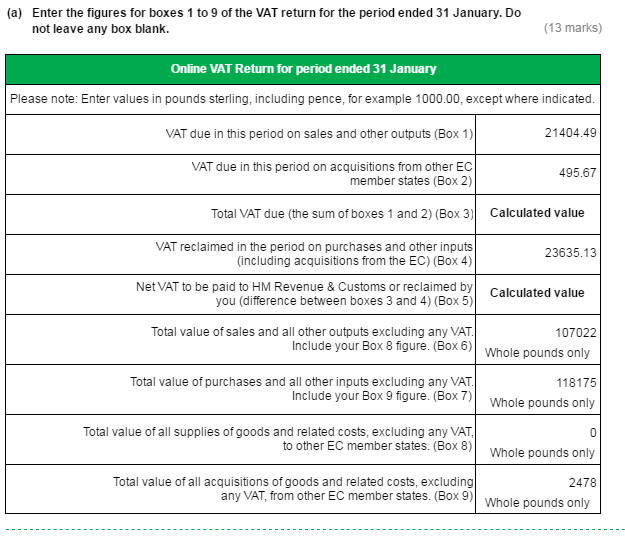 (a) Enter the figures for boxes 1 to 9 of the VAT return for the period ended 31 January. Do
not leave any box blank.
(13 marks)
Online VAT Return for period ended 31 January
Please note: Enter values in pounds sterling, including pence, for example 1000.00, except where indicated.
VAT due in this period on sales and other outputs (Box 1)
21404.49
VAT due in this period on acquisitions from other EC
member states (Box 2)
495.67
Total VAT due (the sum of boxes 1 and 2) (Box 3)
Calculated value
VAT reclaimed in the period on purchases and other inputs
(including acquisitions from the EC) (Box 4)
23635.13
Net VAT to be paid to HM Revenue & Customs or reclaimed by
you (difference between boxes 3 and 4) (Box 5)
Calculated value
Total value of sales and all other outputs excluding any VAT.
Include your Box 8 figure. (Box 6)
107022
Whole pounds only
Total value of purchases and all other inputs excluding any VAT.
Include your Box 9 figure. (Box 7)
118175
Whole pounds only
Total value of all supplies of goods and related costs, excluding any VAT,
to other EC member states. (Box 8)
0
Whole pounds only
Total value of all acquisitions of goods and related costs, excluding
any VAT, from other EC member states. (Box 9)
2478
Whole pounds only